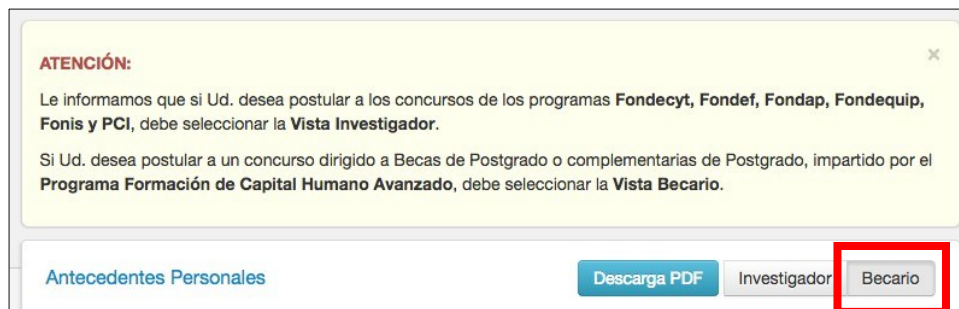 ATENCIÓN:
×
Le informamos que si Ud. desea postular a los concursos de los programas Fondecyt, Fondef, Fondap, Fondequip,
Fonis y PCI, debe seleccionar la Vista Investigador.
Si Ud. desea postular a un concurso dirigido a Becas de Postgrado o complementarias de Postgrado, impartido por el
Programa Formación de Capital Humano Avanzado, debe seleccionar la Vista Becario.
Antecedentes Personales Descarga PDF Investigador Becario